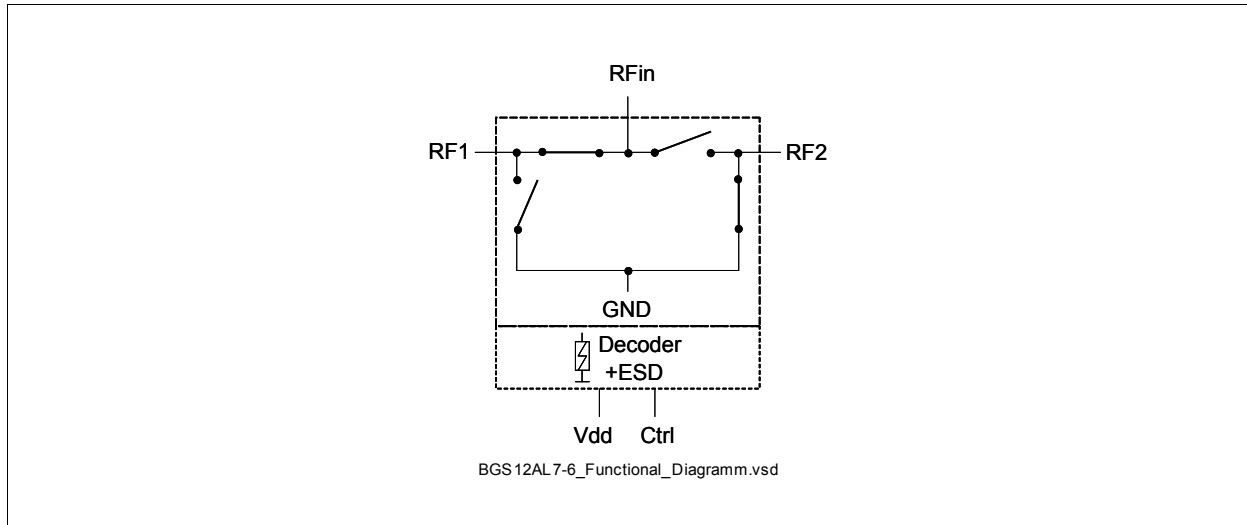 RFin
RF1
RF2
GND
Decoder
+ESD
Vdd
Ctrl
BGS12AL7-6_Functional_Diagramm.vsd